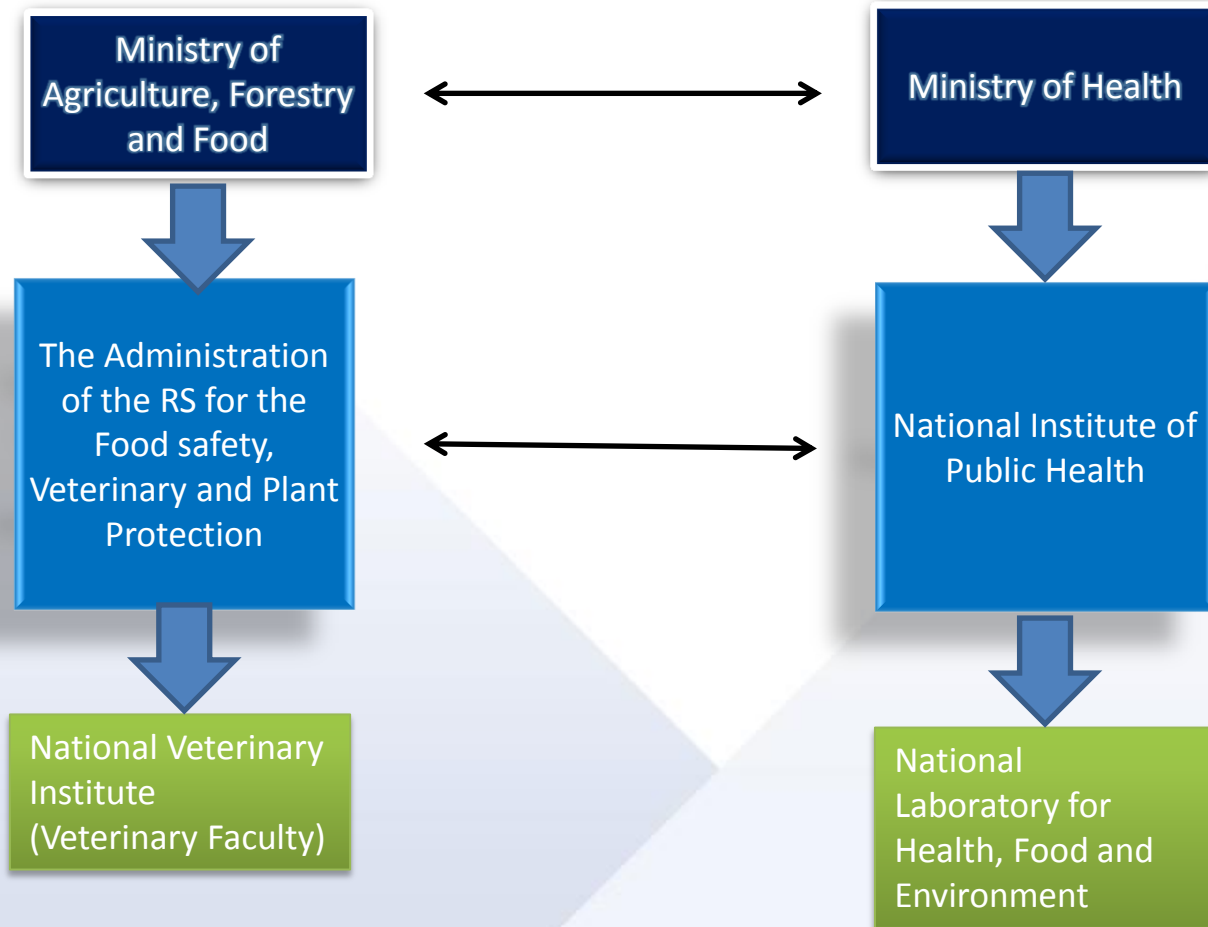 Ministry of
Agriculture, Forestry
and Food
Ministry of Health
The Administration
of the RS for the
Food safety,
Veterinary and Plant
Protection
National Institute of
Public Health
National Veterinary
Institute
(Veterinary Faculty)
National
Laboratory for
Health, Food and
Environment